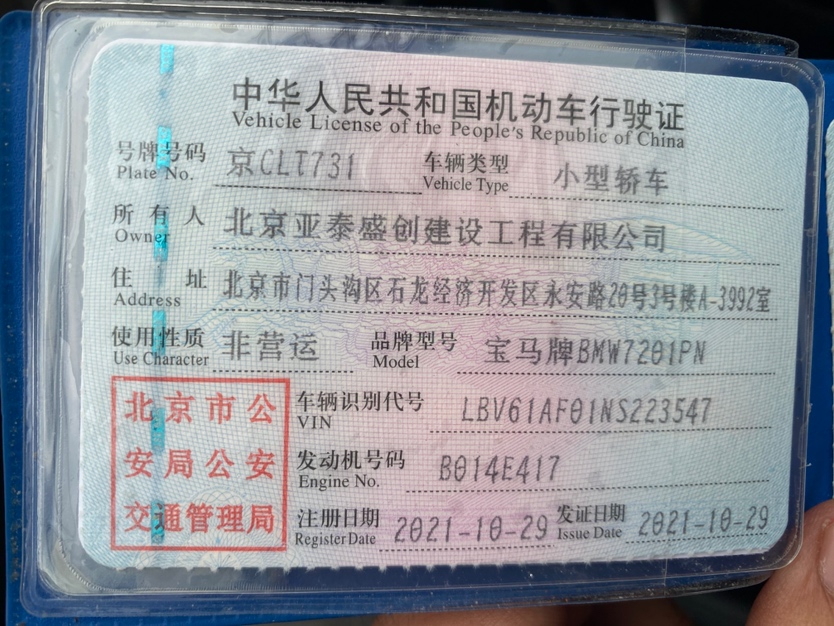 中华人民共和国机动车行驶证
Vehicle License of the People's Republic of China
号牌号码 京CLT731 车辆类型 小型轿车
Plate No. Vehicle Type
所有人 北京亚泰盛创建设工程有限公司
Owner
住址 北京市门头沟区石龙经济开发区永安路20号3号楼A-3992室
Address
使用性质 非营运 品牌型号 宝马牌BMW7201PN
Use Character Model
北京市公
安局公安
交通管理局
车辆识别代号 LBV61AF01NS223547
VIN
发动机号码 B014E417
Engine No.
注册日期 2021-10-29 发证日期 2021-10-29
Register Date Issue Date